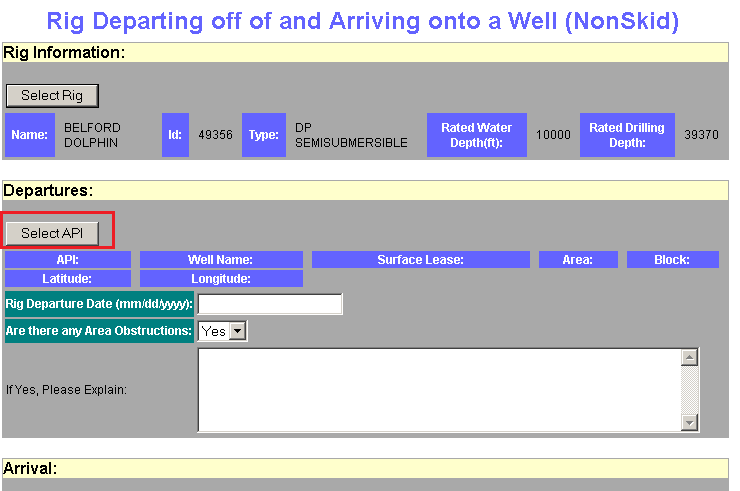 Rig Departing off of and Arriving onto a Well (NonSkid)
Rig Information:
Select Rig
Name: BELFORD DOLPHIN Id: 49356 Type: DP SEMISUBMERSIBLE Rated Water Depth(ft): 10000 Rated Drilling Depth: 39370
Departures:
Select API
API: Well Name: Surface Lease: Area: Block:
Latitude: Longitude:
Rig Departure Date (mm/dd/yyyy):
Are there any Area Obstructions: Yes
If Yes, Please Explain:
Arrival: